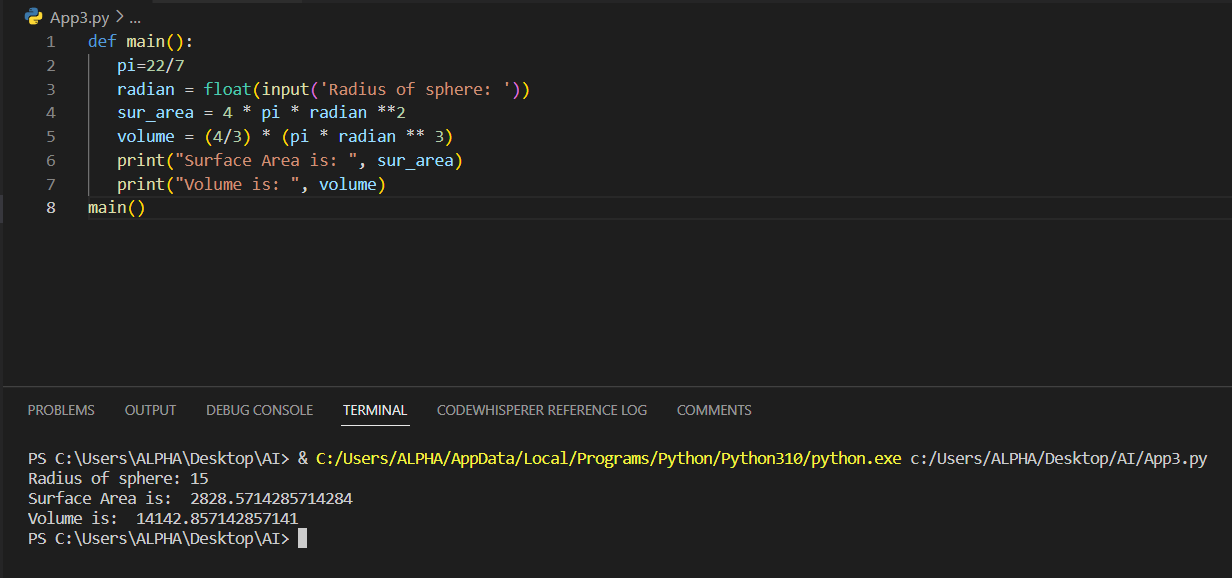 App3.py > ...
1 def main():
2 pi=22/7
3 radian = float(input('Radius of sphere: '))
4 sur_area = 4 * pi * radian **2
5 volume = (4/3) * (pi * radian ** 3)
6 print("Surface Area is: ", sur_area)
7 print("Volume is: ", volume)
8 main()
PROBLEMS OUTPUT DEBUG CONSOLE TERMINAL CODEWHISPERER REFERENCE LOG COMMENTS
PS C:\Users\ALPHA\Desktop\AI> & C:/Users/ALPHA/AppData/Local/Programs/Python/Python310/python.exe c:/Users/ALPHA/Desktop/AI/App3.py
Radius of sphere: 15
Surface Area is:  2828.5714285714284
Volume is:  14142.857142857141
PS C:\Users\ALPHA\Desktop\AI>